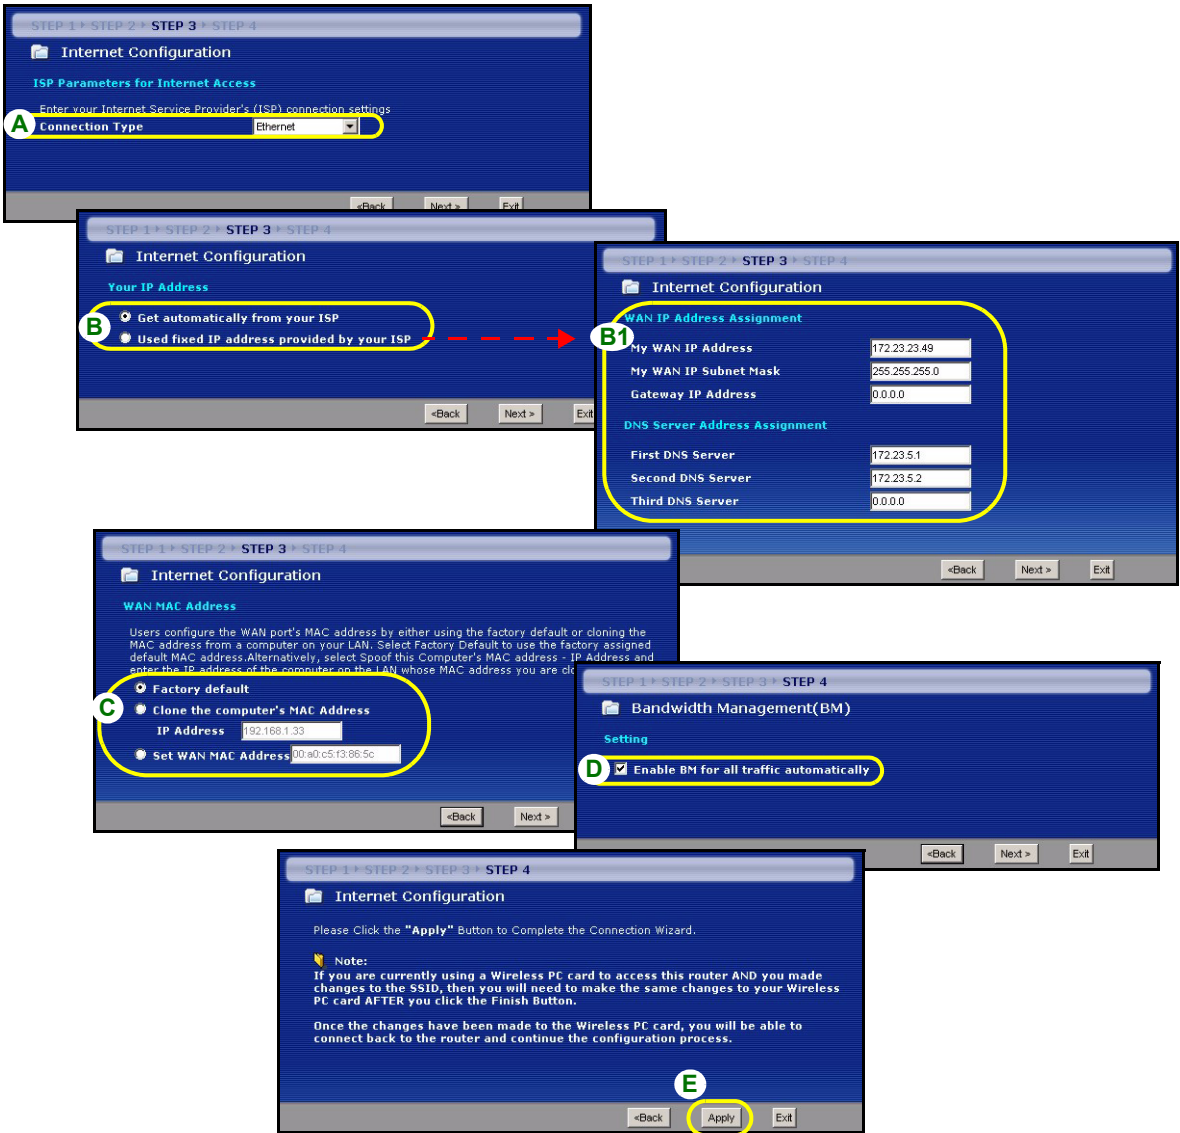 STEP 1 STEP 2 STEP 3 STEP 4
Internet Configuration
ISP Parameters for Internet Access
Enter your Internet Service Provider's (ISP) connection settings
A
Connection Type Ethernet
<Back Next > Exit
STEP 1 STEP 2 STEP 3 STEP 4
Internet Configuration
Your IP Address
B
Get automatically from your ISP
Used fixed IP address provided by your ISP
<Back Next > Exit
STEP 1 STEP 2 STEP 3 STEP 4
Internet Configuration
WAN IP Address Assignment
B1
My WAN IP Address 172.23.23.49
My WAN IP Subnet Mask 255.255.255.0
Gateway IP Address 0.0.0.0
DNS Server Address Assignment
First DNS Server 172.23.5.1
Second DNS Server 172.23.5.2
Third DNS Server 0.0.0.0
<Back Next > Exit
STEP 1 STEP 2 STEP 3 STEP 4
Internet Configuration
WAN MAC Address
Users configure the WAN port's MAC address by either using the factory default or cloning the
MAC address from a computer on your LAN. Select Factory Default to use the factory assigned
default MAC address.Alternatively, select Spoof this Computer's MAC address - IP Address and
enter the IP address of the computer on the LAN whose MAC address you are clo
C
Factory default
Clone the computer's MAC Address
IP Address 192.168.1.33
Set WAN MAC Address 00:a0:c5:f3:86:5c
<Back Next >
STEP 1 STEP 2 STEP 3 STEP 4
Bandwidth Management(BM)
Setting
D
Enable BM for all traffic automatically
<Back Next > Exit
STEP 1 STEP 2 STEP 3 STEP 4
Internet Configuration
Please Click the "Apply" Button to Complete the Connection Wizard.
Note:
If you are currently using a Wireless PC card to access this router AND you made
changes to the SSID, then you will need to make the same changes to your Wireless
PC card AFTER you click the Finish Button.
Once the changes have been made to the Wireless PC card, you will be able to
connect back to the router and continue the configuration process.
E
<Back Apply Exit